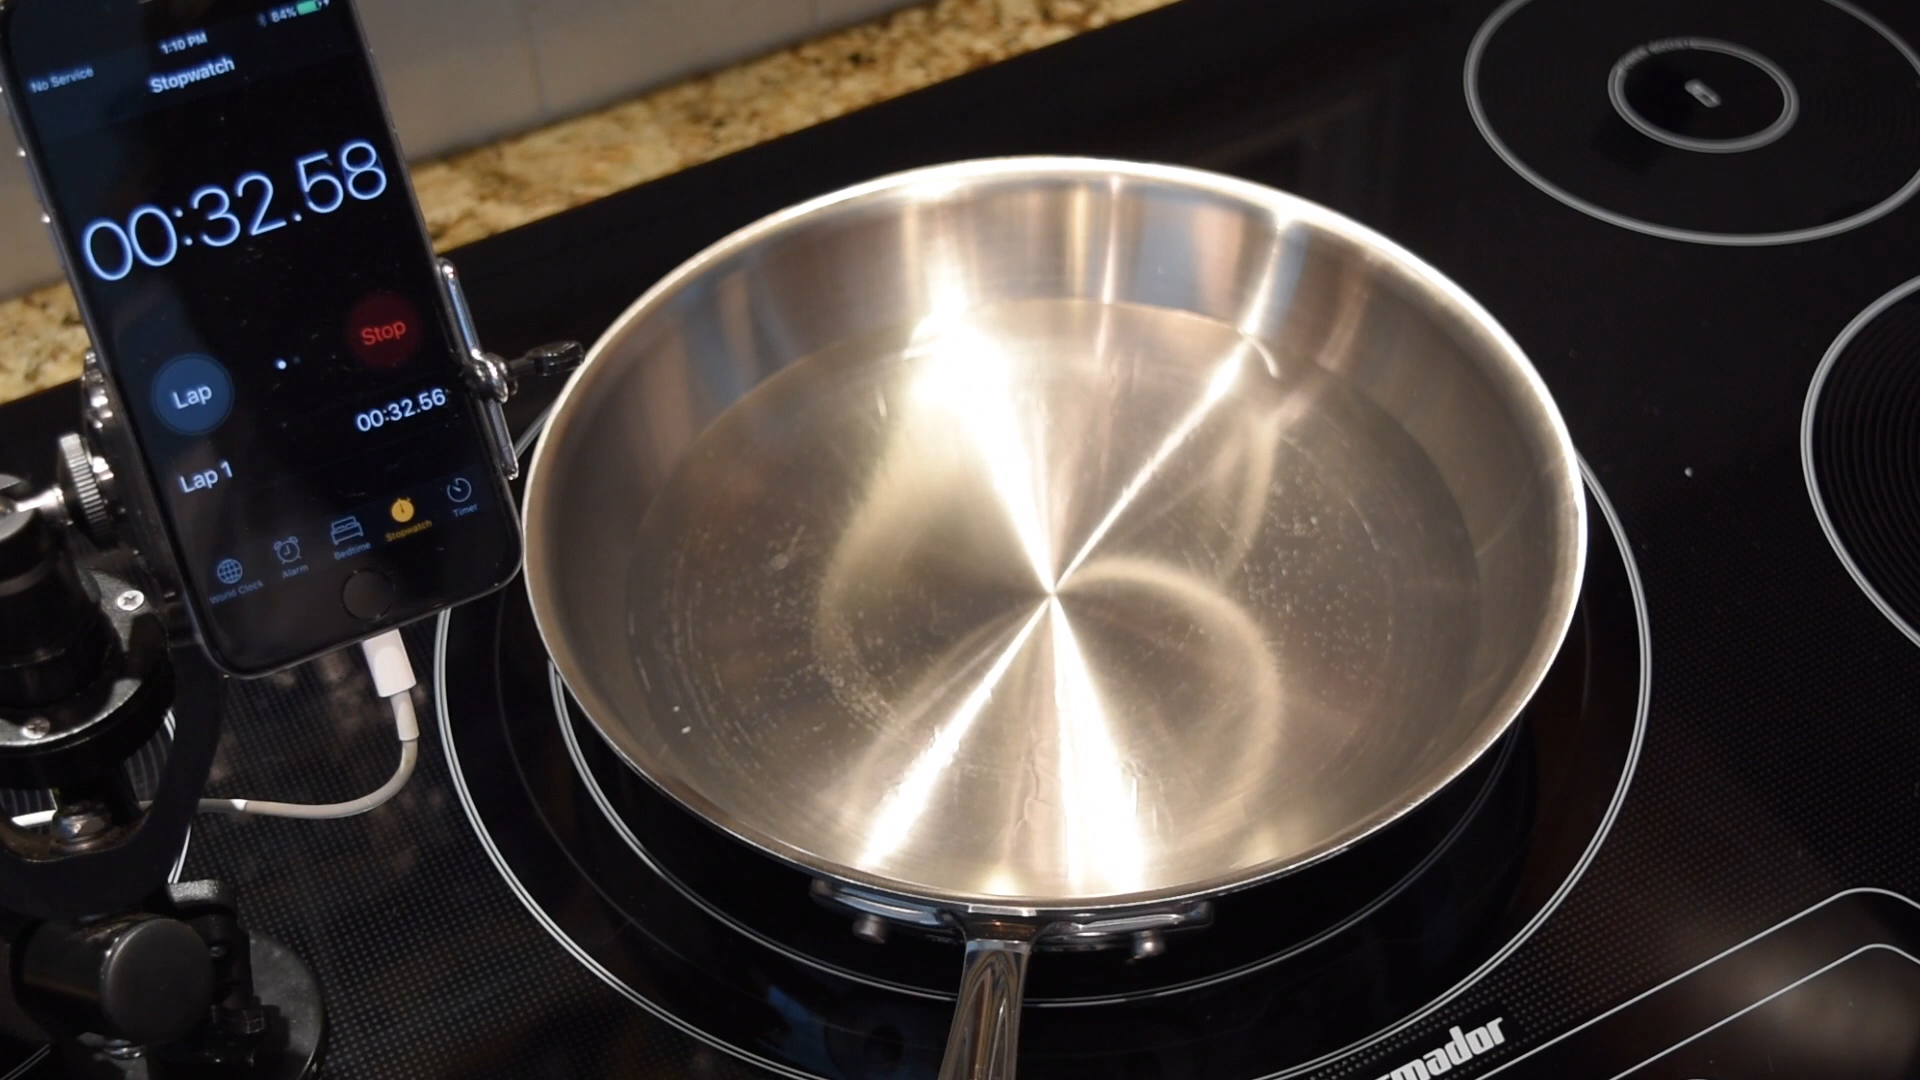 84%
1:10 PM
No Service
Stopwatch
00:32.58
Stop
Lap
00:32.56
Lap 1
World Clock
Alarm
Bedtime
Stopwatch
Timer
rmador